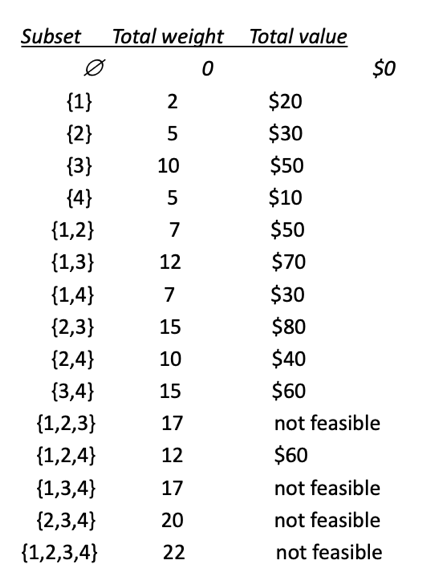 Subset Total weight Total value
∅ 0 $0
{1} 2 $20
{2} 5 $30
{3} 10 $50
{4} 5 $10
{1,2} 7 $50
{1,3} 12 $70
{1,4} 7 $30
{2,3} 15 $80
{2,4} 10 $40
{3,4} 15 $60
{1,2,3} 17 not feasible
{1,2,4} 12 $60
{1,3,4} 17 not feasible
{2,3,4} 20 not feasible
{1,2,3,4} 22 not feasible